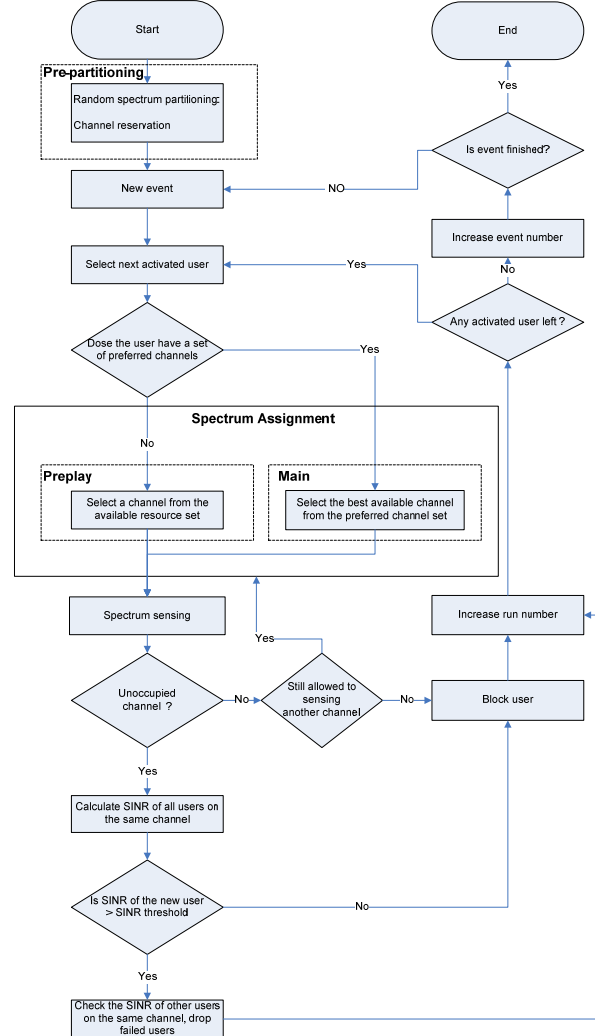 Start
End
Pre-partitioning
Random spectrum partitioning:
Channel reservation
Yes
Is event finished?
New event
NO
Increase event number
Select next activated user
Yes
No
Any activated user left ?
Dose the user have a set
of preferred channels
Yes
Spectrum Assignment
No
Preplay
Main
Select a channel from the
available resource set
Select the best available channel
from the preferred channel set
Spectrum sensing
Increase run number
Yes
Unoccupied
channel ?
No
Still allowed to
sensing
another channel
No
Block user
Yes
Calculate SINR of all users on
the same channel
Is SINR of the new user
> SINR threshold
No
Yes
Check the SINR of other users
on the same channel, drop
failed users